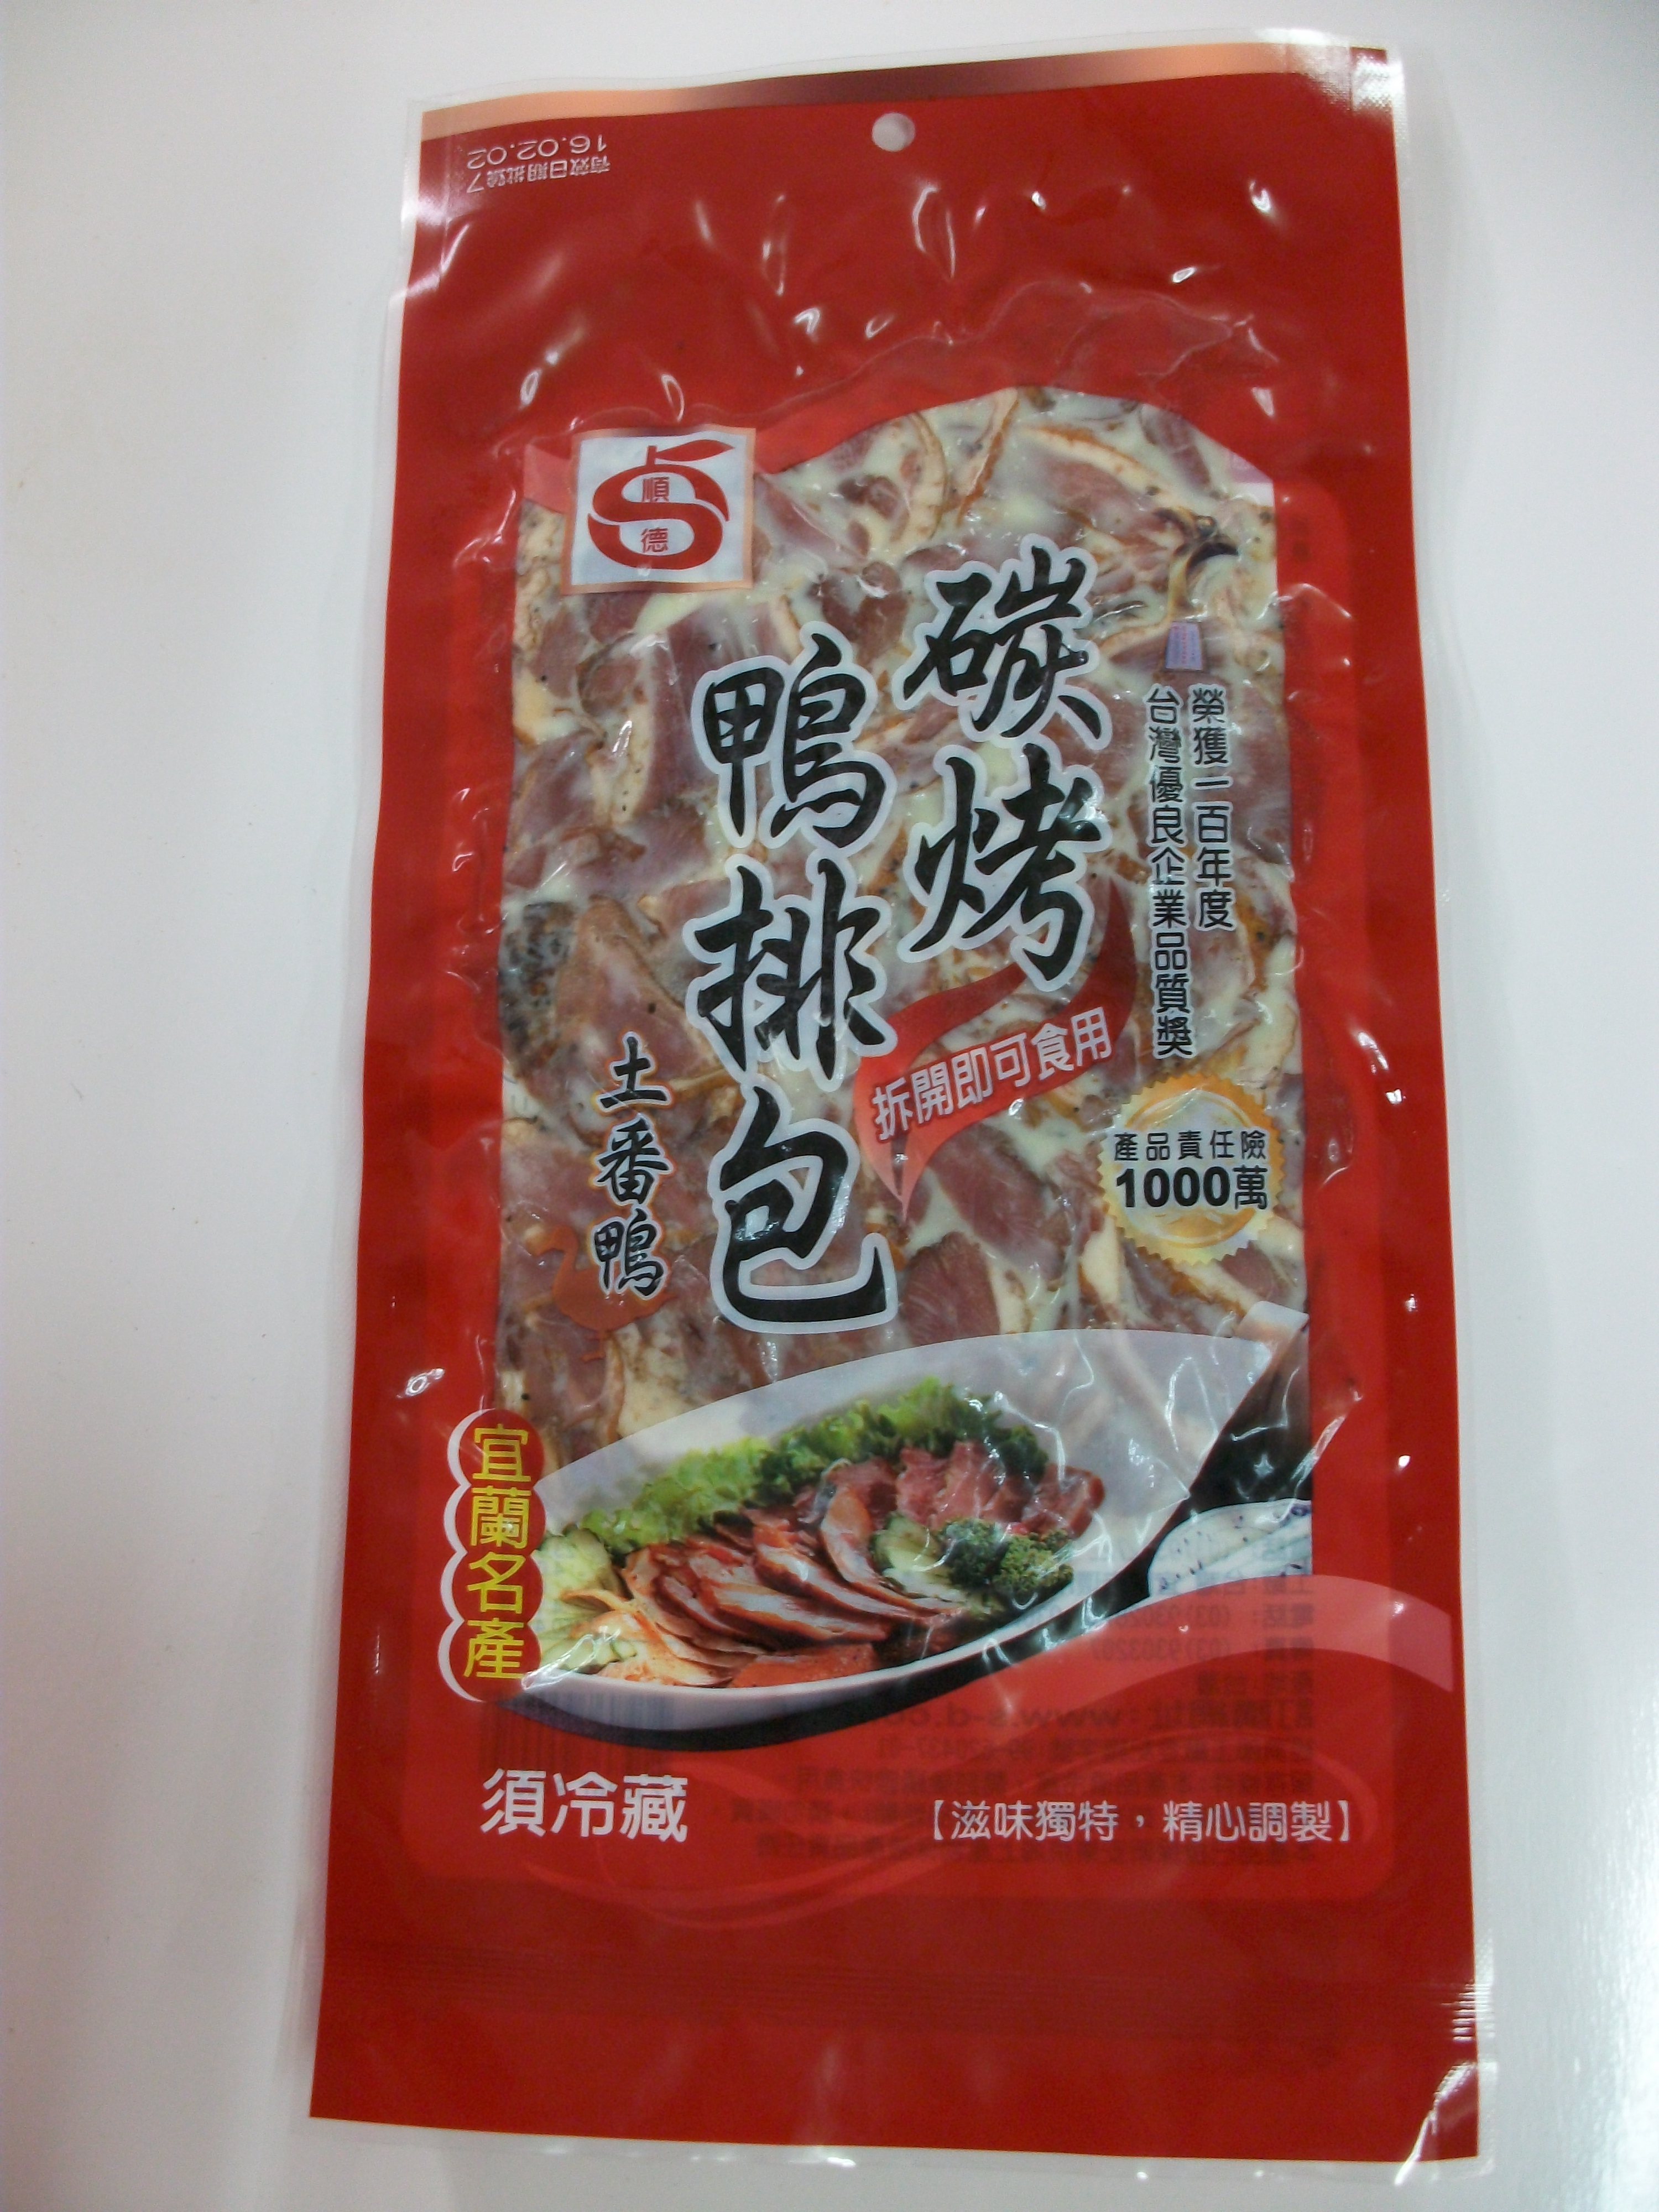 有效日期批號7
16.02.02
順
德
碳烤
鴨排包
土番鴨
榮獲一百年度
台灣優良企業品質獎
拆開即可食用
產品責任險
1000萬
宜蘭名產
須冷藏
【滋味獨特，精心調製】